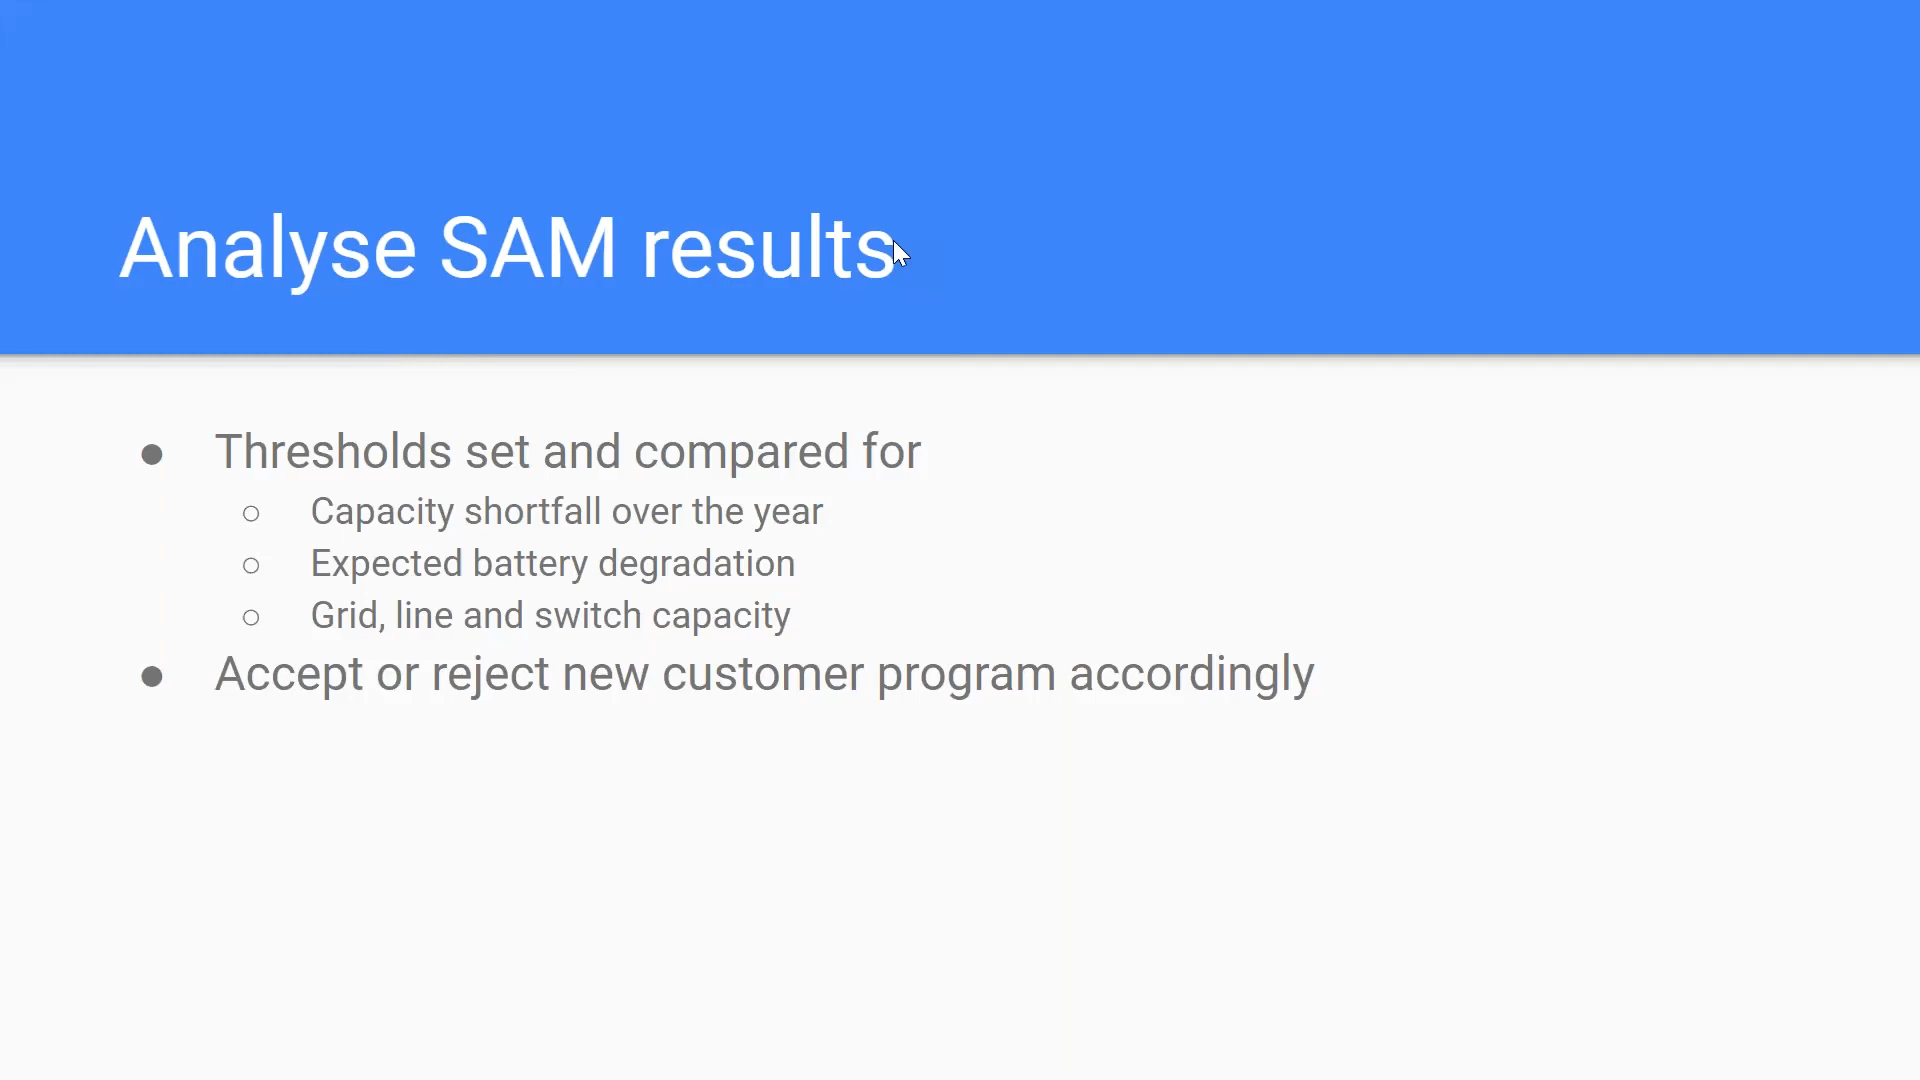 Analyse SAM results
● Thresholds set and compared for
○ Capacity shortfall over the year
○ Expected battery degradation
○ Grid, line and switch capacity
● Accept or reject new customer program accordingly